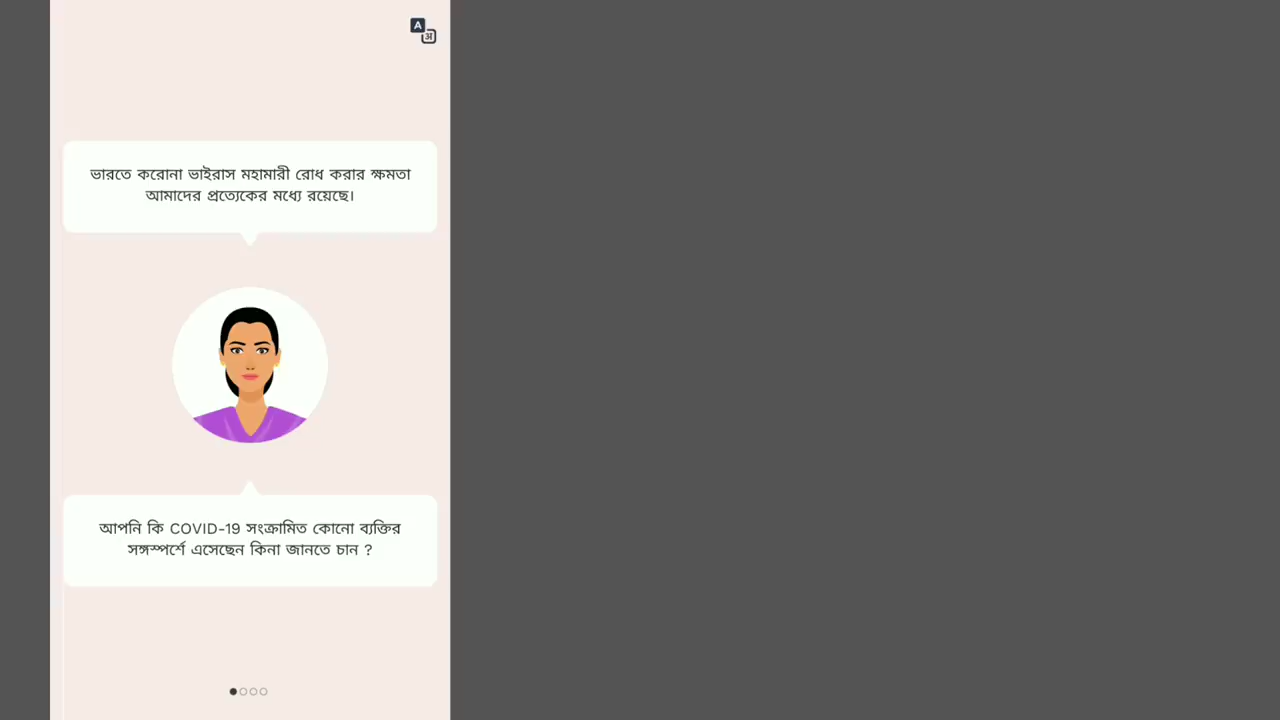 A
अ
ভারতে করোনা ভাইরাস মহামারী রোধ করার ক্ষমতা
আমাদের প্রত্যেকের মধ্যে রয়েছে।
আপনি কি COVID-19 সংক্রামিত কোনো ব্যক্তির
সঙ্গস্পর্শে এসেছেন কিনা জানতে চান ?